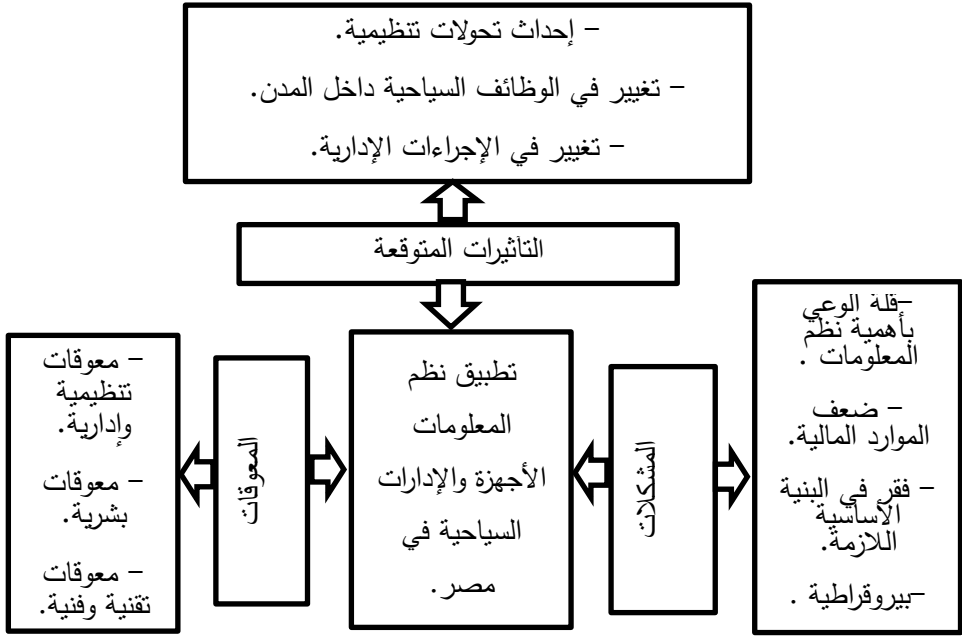 – إحداث تحولات تنظيمية.
– تغيير في الوظائف السياحية داخل المدن.
– تغيير في الإجراءات الإدارية.
التأثيرات المتوقعة
–قلة الوعي
بأهمية نظم
المعلومات .
– ضعف
الموارد المالية.
– فقر في البنية
الأساسية
اللازمة.
–بيروقراطية .
المشكلات
تطبيق نظم
المعلومات
الأجهزة والإدارات
السياحية في
مصر.
المعوقات
– معوقات
تنظيمية
وإدارية.
– معوقات
بشرية.
– معوقات
تقنية وفنية.